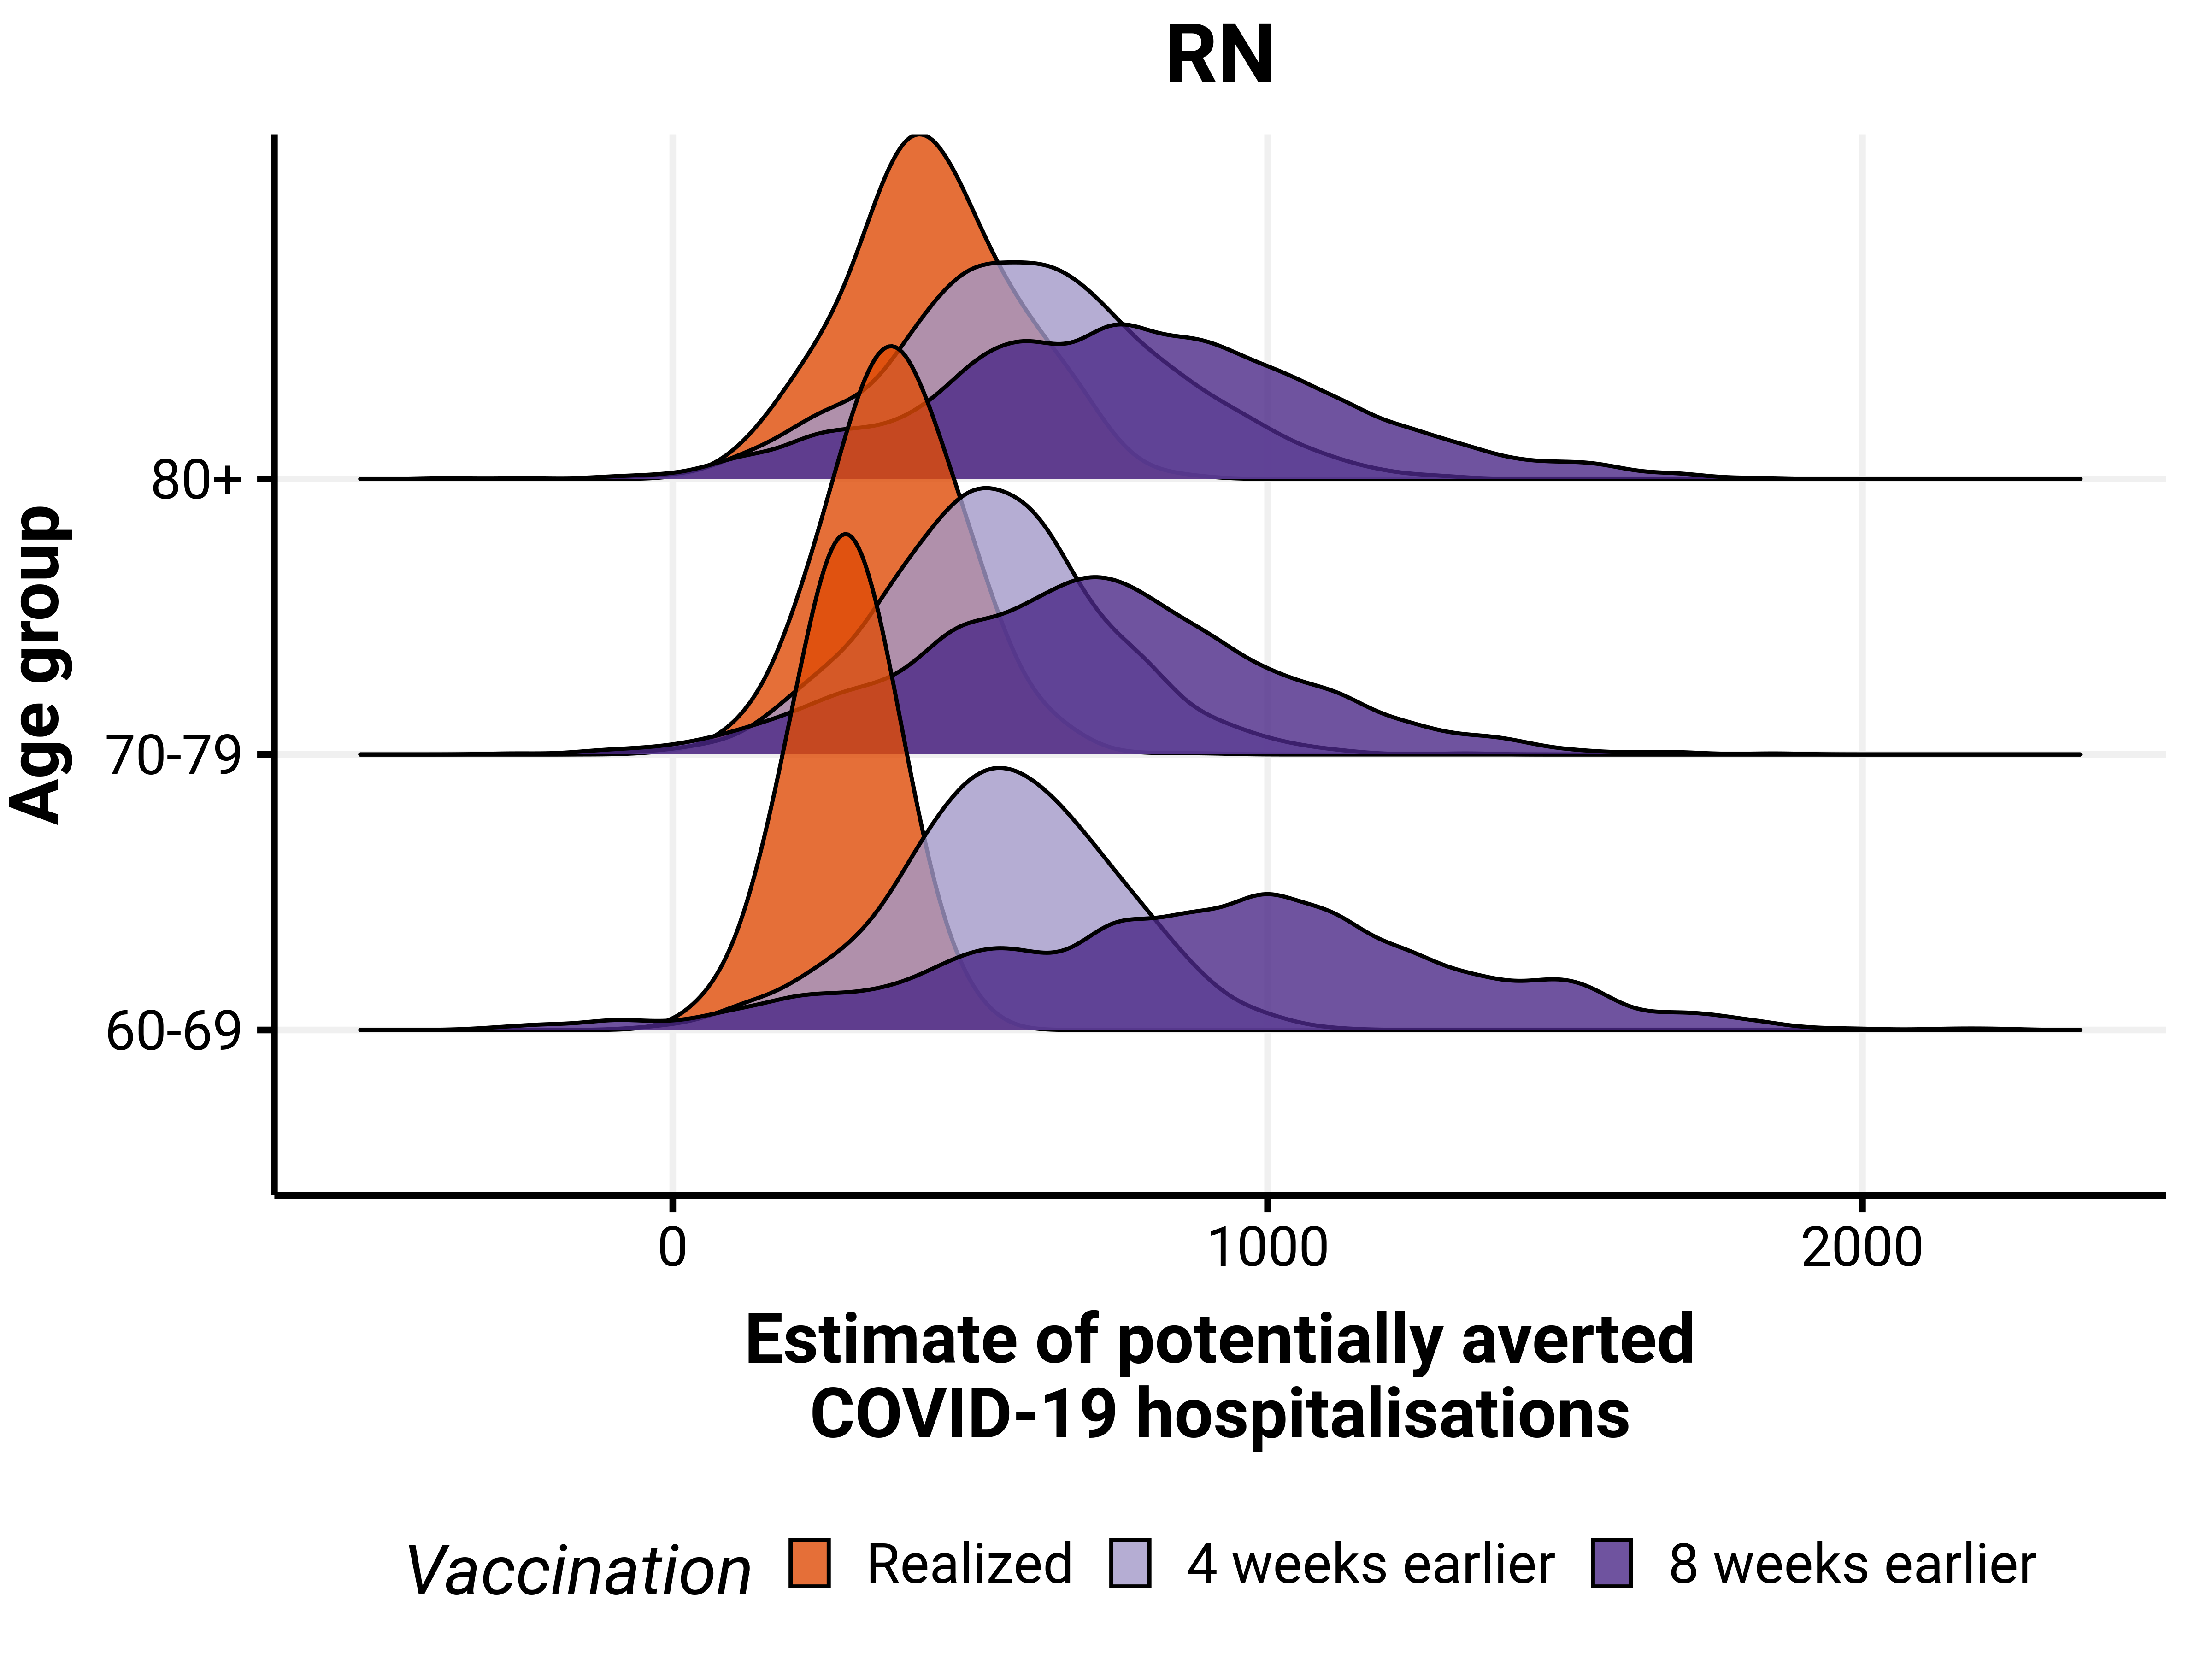 RN
Age group
80+
70-79
60-69
0 1000 2000
Estimate of potentially averted
COVID-19 hospitalisations
Vaccination Realized 4 weeks earlier 8 weeks earlier